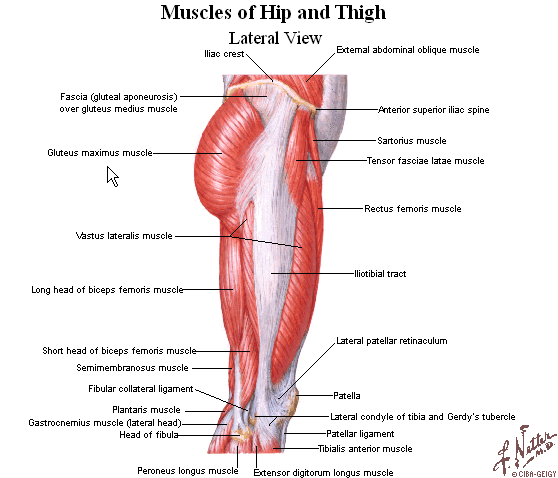 Muscles of Hip and Thigh
Lateral View
Iliac crest
External abdominal oblique muscle
Fascia (gluteal aponeurosis)
over gluteus medius muscle
Anterior superior iliac spine
Sartorius muscle
Gluteus maximus muscle
Tensor fasciae latae muscle
Rectus femoris muscle
Vastus lateralis muscle
Iliotibial tract
Long head of biceps femoris muscle
Lateral patellar retinaculum
Short head of biceps femoris muscle
Semimembranosus muscle
Fibular collateral ligament
Patella
Plantaris muscle
Lateral condyle of tibia and Gerdy's tubercle
Gastrocnemius muscle (lateral head)
Head of fibula
Patellar ligament
Tibialis anterior muscle
Peroneus longus muscle
Extensor digitorum longus muscle
F. Netter
M.D.
© CIBA-GEIGY